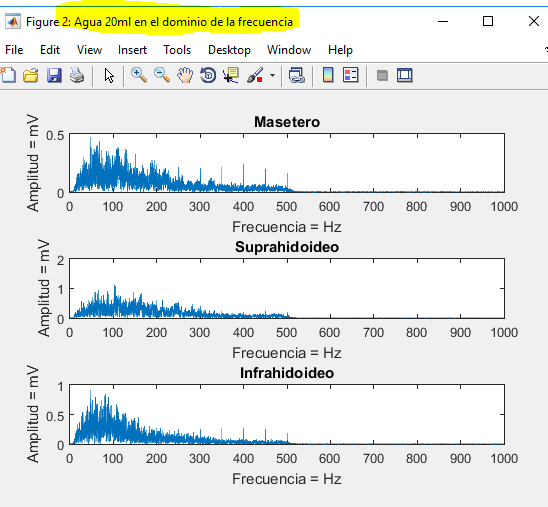 Figure 2: Agua 20ml en el dominio de la frecuencia
File Edit View Insert Tools Desktop Window Help
Masetero
Amplitud = mV
0.5
0
0 100 200 300 400 500 600 700 800 900 1000
Frecuencia = Hz
Suprahidoideo
Amplitud = mV
2
1
0
0 100 200 300 400 500 600 700 800 900 1000
Frecuencia = Hz
Infrahidoideo
Amplitud = mV
1
0.5
0
0 100 200 300 400 500 600 700 800 900 1000
Frecuencia = Hz